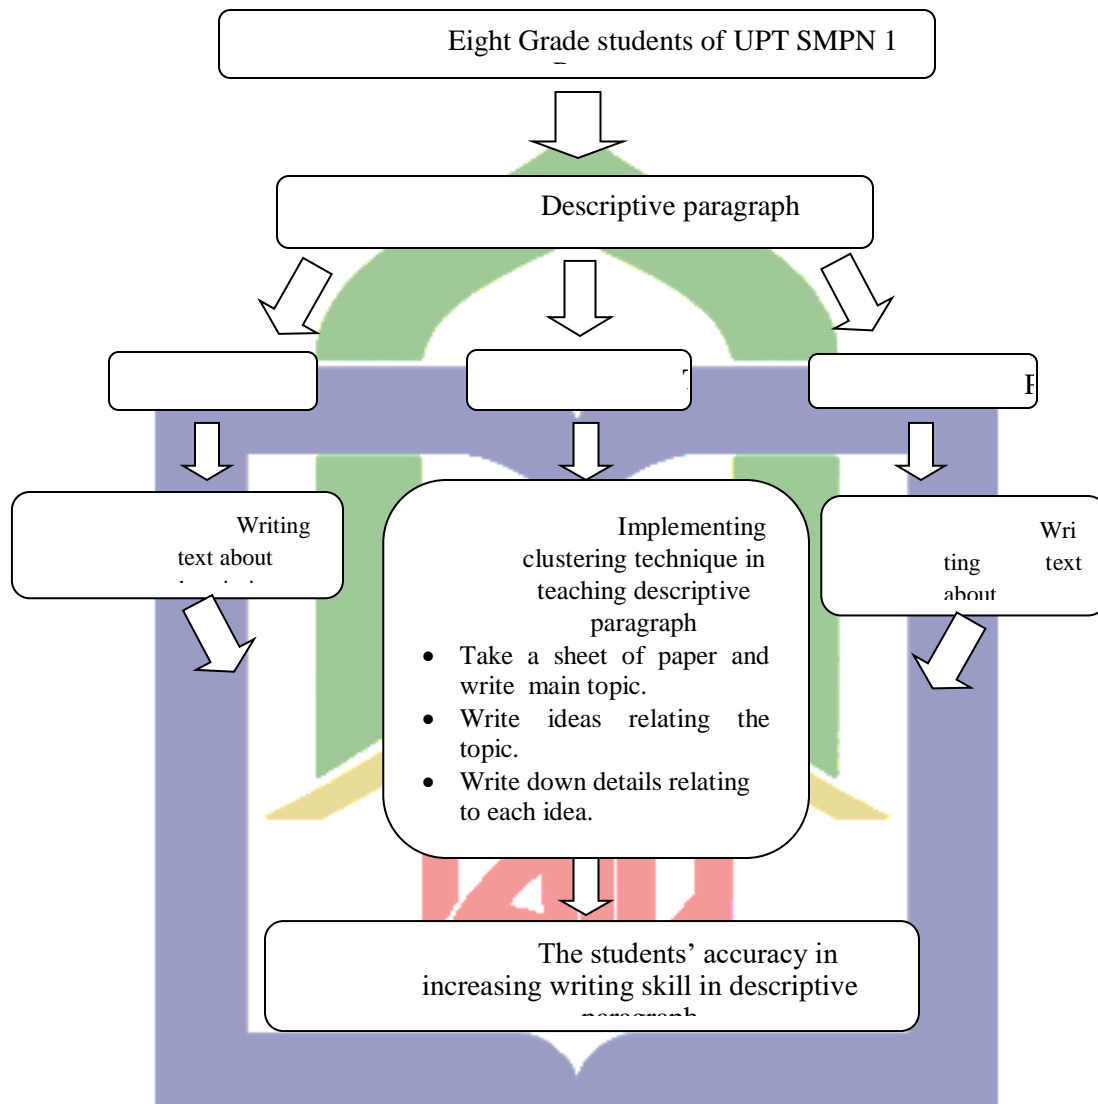 Eight Grade students of UPT SMPN 1
Descriptive paragraph
Writing
text about
Implementing
clustering technique in
teaching descriptive
paragraph
• Take a sheet of paper and
write main topic.
• Write ideas relating the
topic.
• Write down details relating
to each idea.
Wri
ting text
about
The students’ accuracy in
increasing writing skill in descriptive
paragraph